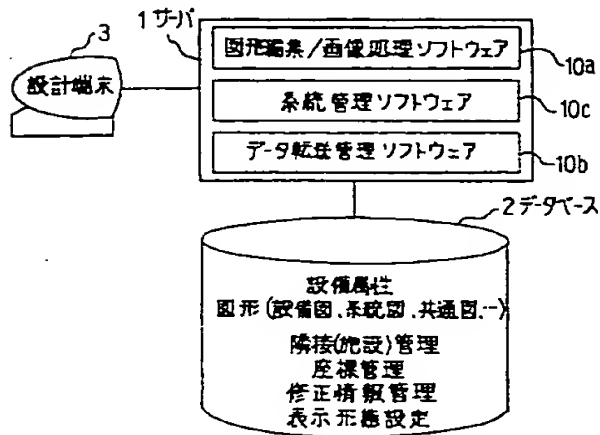 3
設計端末
1 サーバ
図形編集/画像処理ソフトウェア
10a
系統管理ソフトウェア
10c
データ転送管理ソフトウェア
10b
2 データベース
設備属性
図形(設備図、系統図、共通図、…)
隣接(施設)管理
座標管理
修正情報管理
表示形態設定